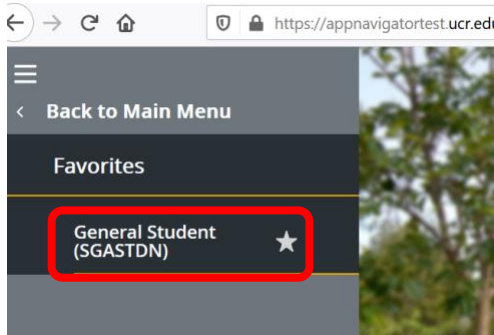 https://appnavigatortest.ucr.edu
Back to Main Menu
Favorites
General Student
(SGASTDN)